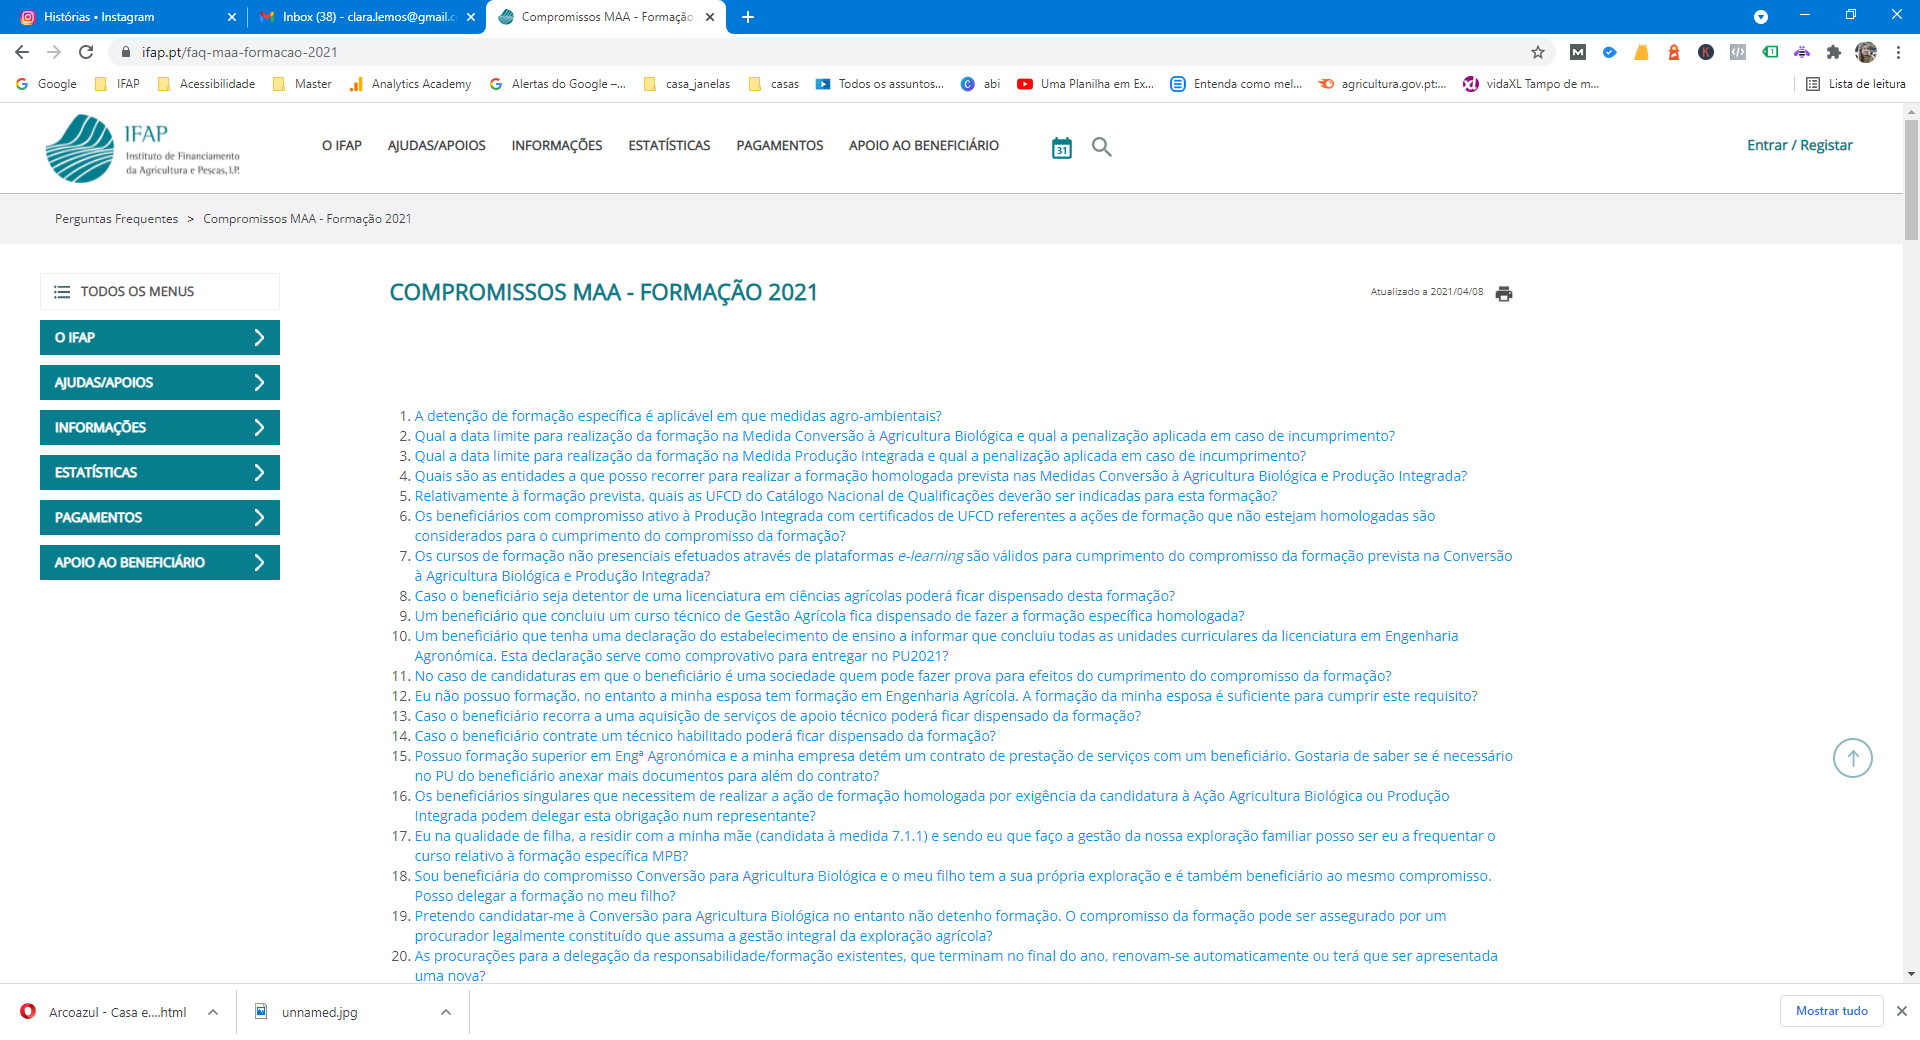 Histórias • Instagram
Inbox (38) - clara.lemos@gmail.c
Compromissos MAA - Formação
ifap.pt/faq-maa-formacao-2021
Google
IFAP
Acessibilidade
Master
Analytics Academy
Alertas do Google –...
casa_janelas
casas
Todos os assuntos...
abi
Uma Planilha em Ex...
Entenda como mel...
agricultura.gov.pt:...
vidaXL Tampo de m...
Lista de leitura
IFAP
Instituto de Financiamento
da Agricultura e Pescas, I.P.
O IFAP
AJUDAS/APOIOS
INFORMAÇÕES
ESTATÍSTICAS
PAGAMENTOS
APOIO AO BENEFICIÁRIO
31
Entrar / Registar
Perguntas Frequentes > Compromissos MAA - Formação 2021
TODOS OS MENUS
O IFAP
AJUDAS/APOIOS
INFORMAÇÕES
ESTATÍSTICAS
PAGAMENTOS
APOIO AO BENEFICIÁRIO
COMPROMISSOS MAA - FORMAÇÃO 2021
Atualizado a 2021/04/08
1. A detenção de formação específica é aplicável em que medidas agro-ambientais?
2. Qual a data limite para realização da formação na Medida Conversão à Agricultura Biológica e qual a penalização aplicada em caso de incumprimento?
3. Qual a data limite para realização da formação na Medida Produção Integrada e qual a penalização aplicada em caso de incumprimento?
4. Quais são as entidades a que posso recorrer para realizar a formação homologada prevista nas Medidas Conversão à Agricultura Biológica e Produção Integrada?
5. Relativamente à formação prevista, quais as UFCD do Catálogo Nacional de Qualificações deverão ser indicadas para esta formação?
6. Os beneficiários com compromisso ativo à Produção Integrada com certificados de UFCD referentes a ações de formação que não estejam homologadas são
considerados para o cumprimento do compromisso da formação?
7. Os cursos de formação não presenciais efetuados através de plataformas e-learning são válidos para cumprimento do compromisso da formação prevista na Conversão
à Agricultura Biológica e Produção Integrada?
8. Caso o beneficiário seja detentor de uma licenciatura em ciências agrícolas poderá ficar dispensado desta formação?
9. Um beneficiário que concluiu um curso técnico de Gestão Agrícola fica dispensado de fazer a formação específica homologada?
10. Um beneficiário que tenha uma declaração do estabelecimento de ensino a informar que concluiu todas as unidades curriculares da licenciatura em Engenharia
Agronómica. Esta declaração serve como comprovativo para entregar no PU2021?
11. No caso de candidaturas em que o beneficiário é uma sociedade quem pode fazer prova para efeitos do cumprimento do compromisso da formação?
12. Eu não possuo formação, no entanto a minha esposa tem formação em Engenharia Agrícola. A formação da minha esposa é suficiente para cumprir este requisito?
13. Caso o beneficiário recorra a uma aquisição de serviços de apoio técnico poderá ficar dispensado da formação?
14. Caso o beneficiário contrate um técnico habilitado poderá ficar dispensado da formação?
15. Possuo formação superior em Engª Agronómica e a minha empresa detém um contrato de prestação de serviços com um beneficiário. Gostaria de saber se é necessário
no PU do beneficiário anexar mais documentos para além do contrato?
16. Os beneficiários singulares que necessitem de realizar a ação de formação homologada por exigência da candidatura à Ação Agricultura Biológica ou Produção
Integrada podem delegar esta obrigação num representante?
17. Eu na qualidade de filha, a residir com a minha mãe (candidata à medida 7.1.1) e sendo eu que faço a gestão da nossa exploração familiar posso ser eu a frequentar o
curso relativo à formação específica MPB?
18. Sou beneficiária do compromisso Conversão para Agricultura Biológica e o meu filho tem a sua própria exploração e é também beneficiário ao mesmo compromisso.
Posso delegar a formação no meu filho?
19. Pretendo candidatar-me à Conversão para Agricultura Biológica no entanto não detenho formação. O compromisso da formação pode ser assegurado por um
procurador legalmente constituído que assuma a gestão integral da exploração agrícola?
20. As procurações para a delegação da responsabilidade/formação existentes, que terminam no final do ano, renovam-se automaticamente ou terá que ser apresentada
uma nova?
Arcoazul - Casa e....html
unnamed.jpg
Mostrar tudo